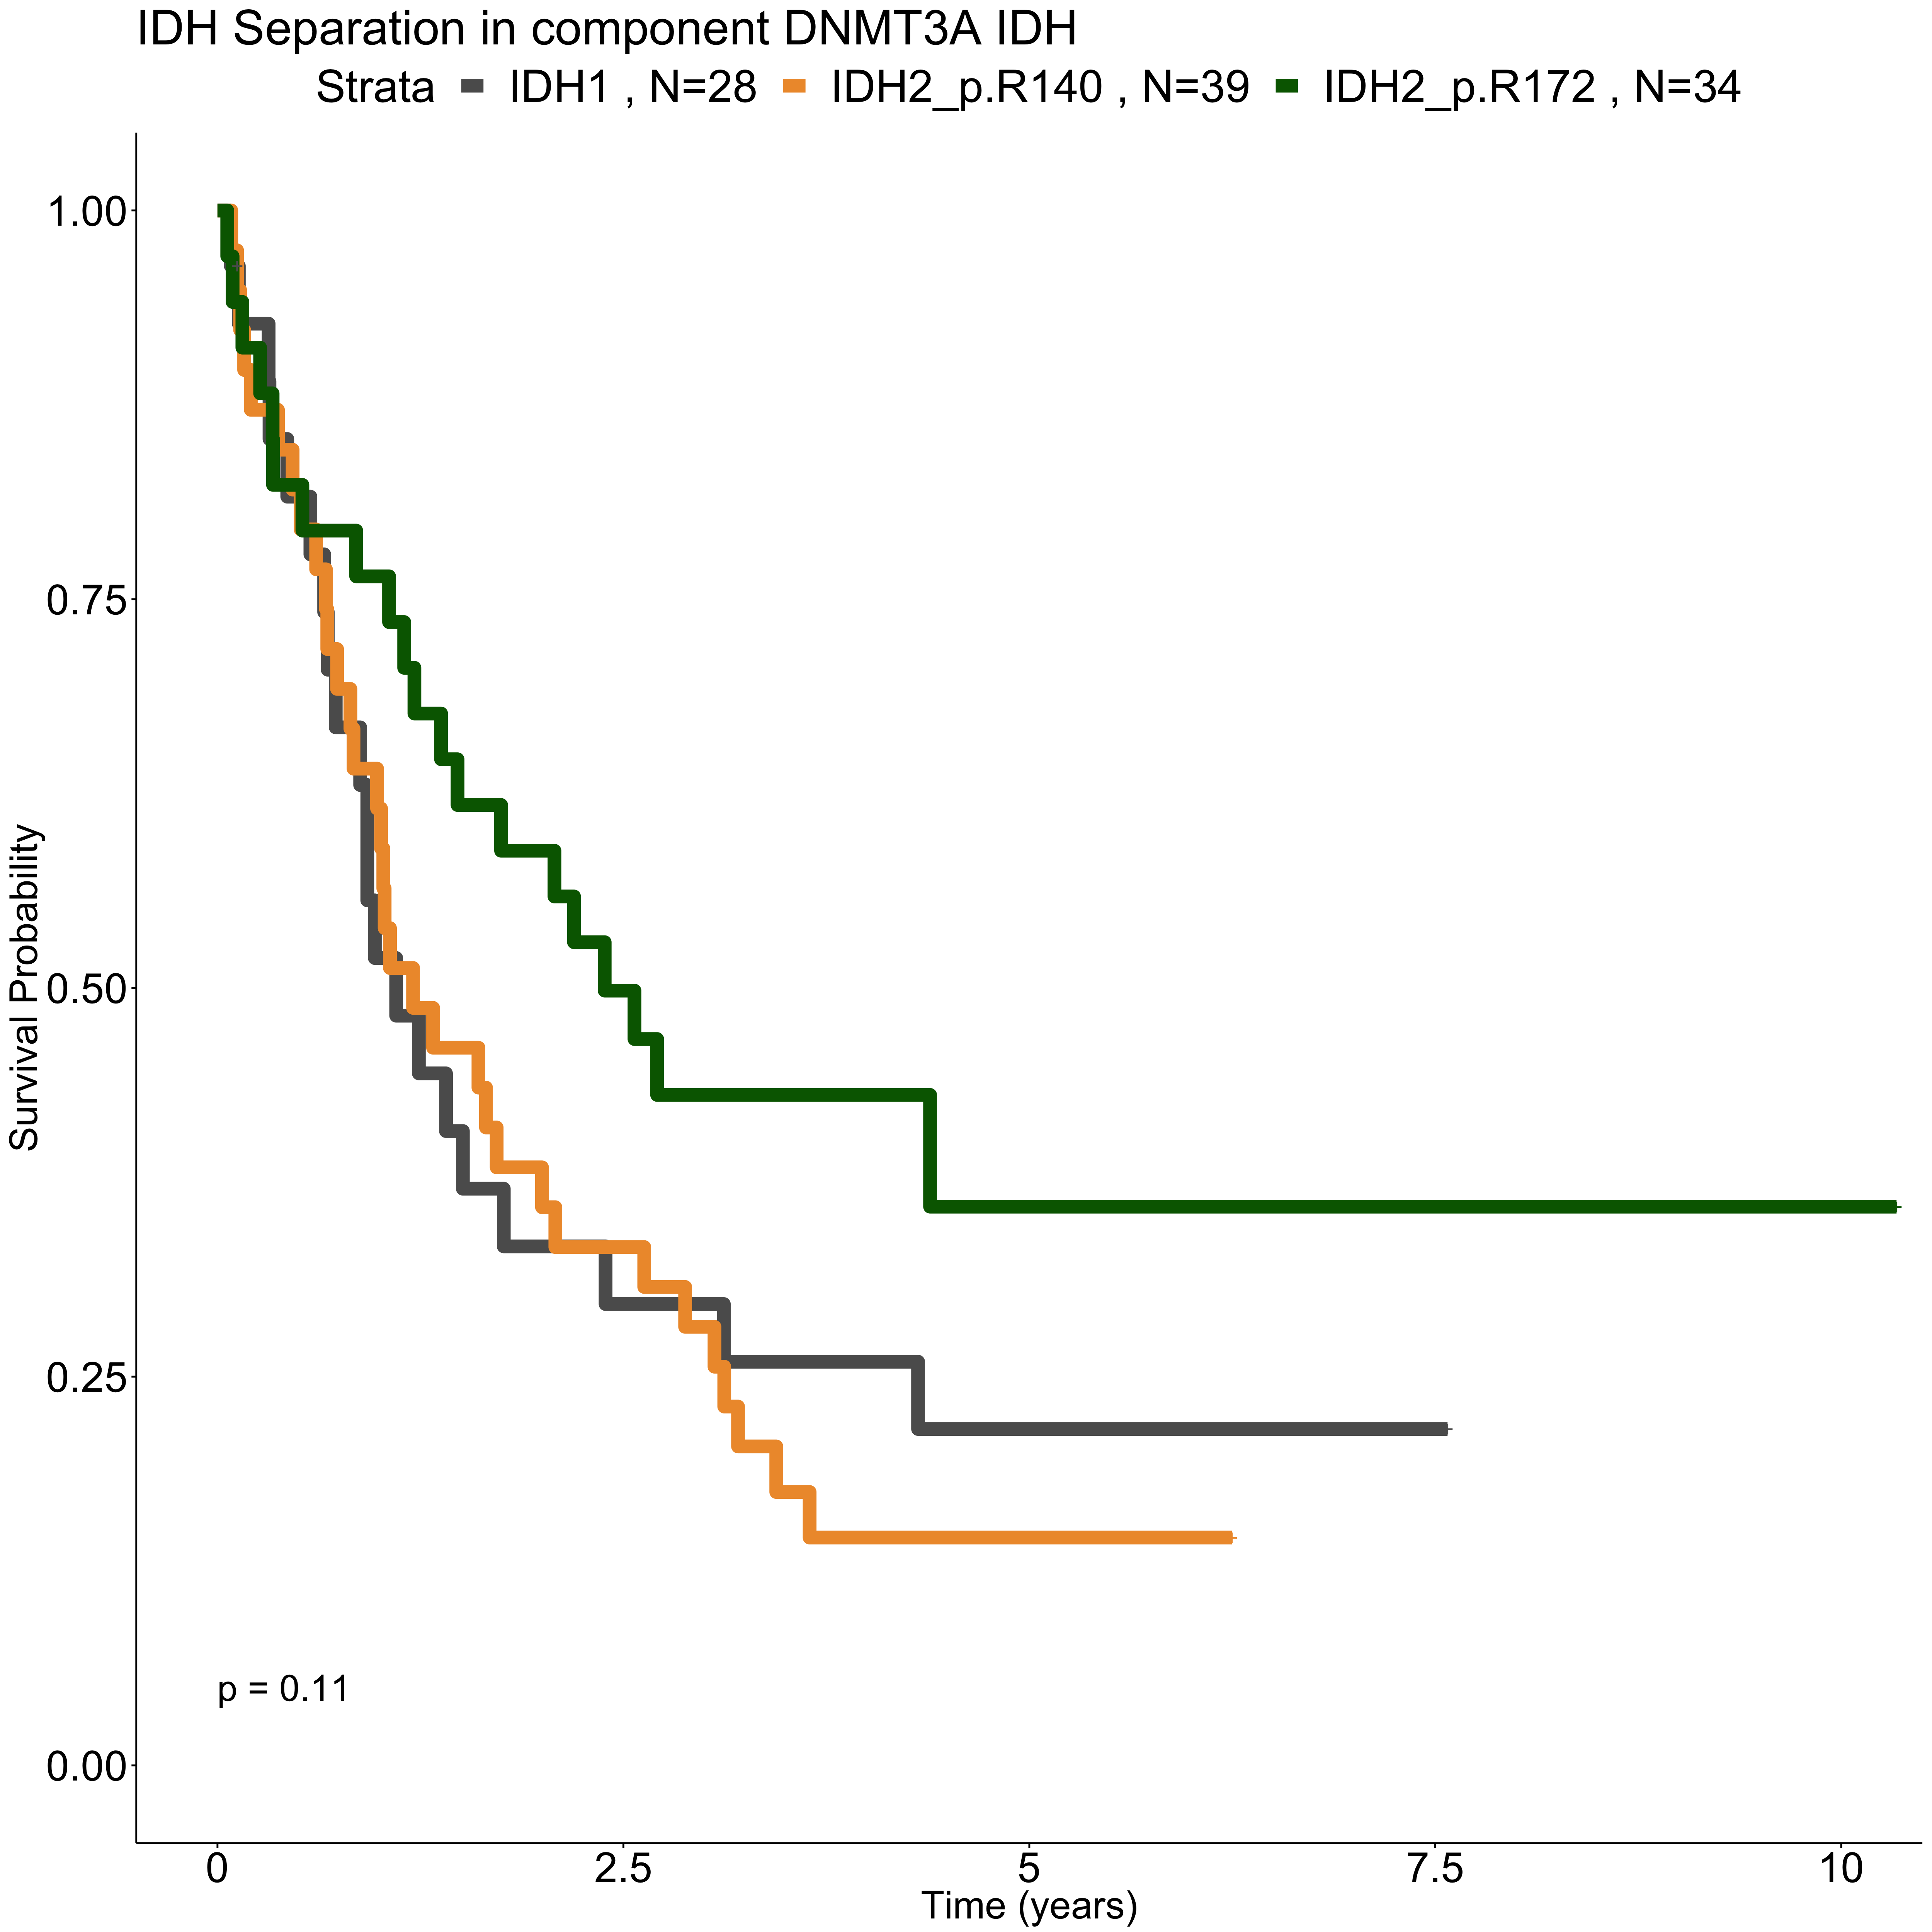 IDH Separation in component DNMT3A IDH
Strata IDH1 , N=28 IDH2_p.R140 , N=39 IDH2_p.R172 , N=34
Survival Probability
1.00
0.75
0.50
0.25
0.00
p = 0.11
0 2.5 5 7.5 10
Time (years)